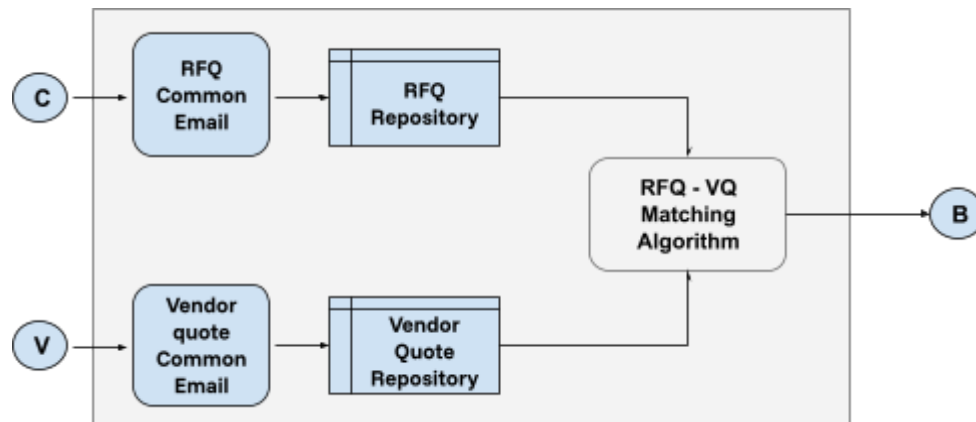 C
RFQ
Common
Email
RFQ
Repository
RFQ - VQ
Matching
Algorithm
B
V
Vendor
quote
Common
Email
Vendor
Quote
Repository